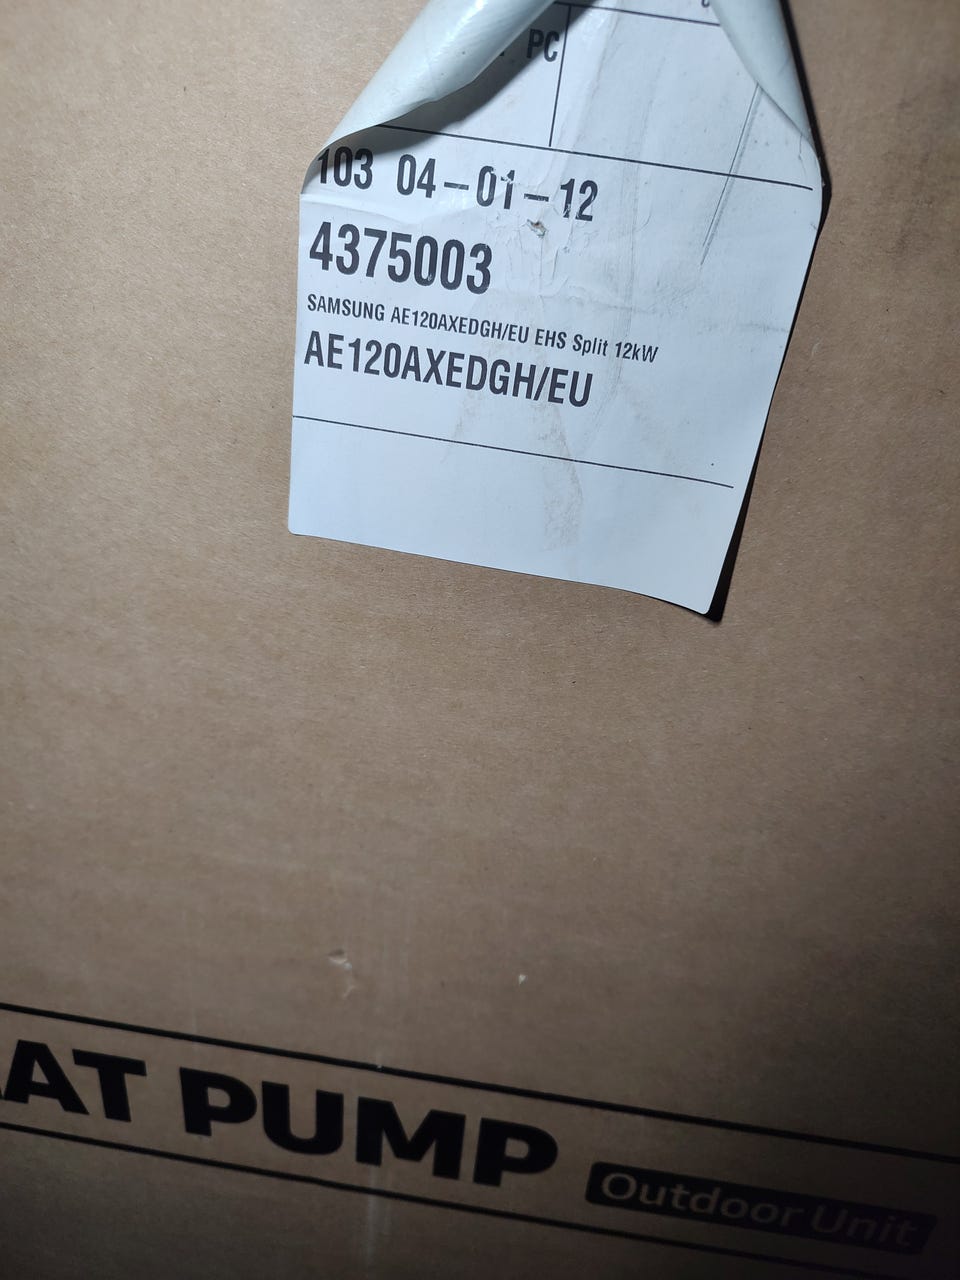 PC
103 04-01-12
4375003
SAMSUNG AE120AXEDGH/EU EHS Split 12kW
AE120AXEDGH/EU
AT PUMP Outdoor Unit